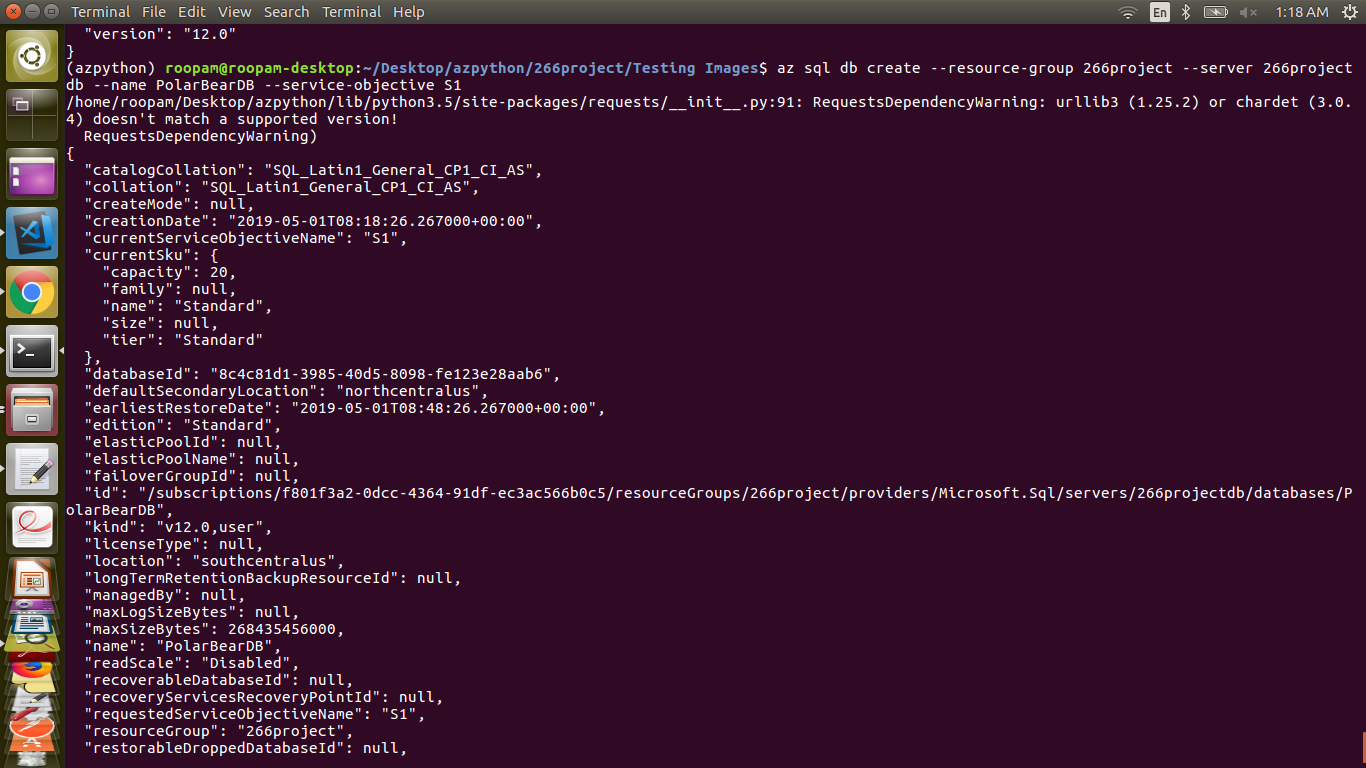 Terminal File Edit View Search Terminal Help En 1:18 AM
  "version": "12.0"
}
(azpython) roopam@roopam-desktop:~/Desktop/azpython/266project/Testing Images$ az sql db create --resource-group 266project --server 266project
db --name PolarBearDB --service-objective S1
/home/roopam/Desktop/azpython/lib/python3.5/site-packages/requests/__init__.py:91: RequestsDependencyWarning: urllib3 (1.25.2) or chardet (3.0.
4) doesn't match a supported version!
  RequestsDependencyWarning)
{
  "catalogCollation": "SQL_Latin1_General_CP1_CI_AS",
  "collation": "SQL_Latin1_General_CP1_CI_AS",
  "createMode": null,
  "creationDate": "2019-05-01T08:18:26.267000+00:00",
  "currentServiceObjectiveName": "S1",
  "currentSku": {
    "capacity": 20,
    "family": null,
    "name": "Standard",
    "size": null,
    "tier": "Standard"
  },
  "databaseId": "8c4c81d1-3985-40d5-8098-fe123e28aab6",
  "defaultSecondaryLocation": "northcentralus",
  "earliestRestoreDate": "2019-05-01T08:48:26.267000+00:00",
  "edition": "Standard",
  "elasticPoolId": null,
  "elasticPoolName": null,
  "failoverGroupId": null,
  "id": "/subscriptions/f801f3a2-0dcc-4364-91df-ec3ac566b0c5/resourceGroups/266project/providers/Microsoft.Sql/servers/266projectdb/databases/P
olarBearDB",
  "kind": "v12.0,user",
  "licenseType": null,
  "location": "southcentralus",
  "longTermRetentionBackupResourceId": null,
  "managedBy": null,
  "maxLogSizeBytes": null,
  "maxSizeBytes": 268435456000,
  "name": "PolarBearDB",
  "readScale": "Disabled",
  "recoverableDatabaseId": null,
  "recoveryServicesRecoveryPointId": null,
  "requestedServiceObjectiveName": "S1",
  "resourceGroup": "266project",
  "restorableDroppedDatabaseId": null,